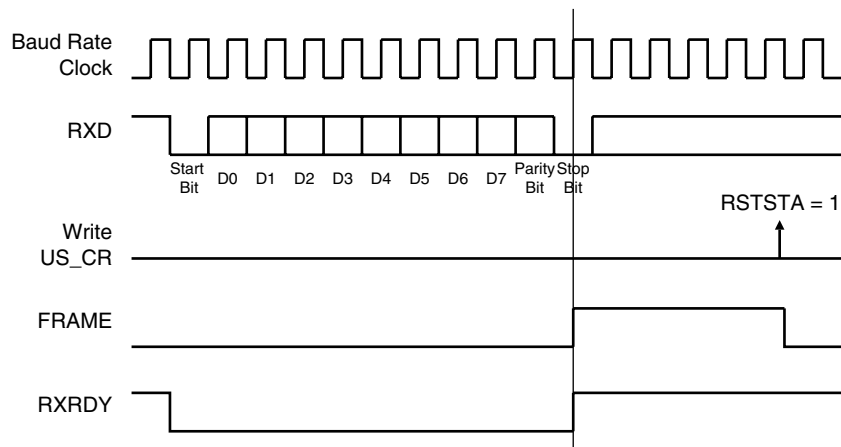 Baud Rate
Clock
RXD
Start
Bit
D0
D1
D2
D3
D4
D5
D6
D7
Parity
Bit
Stop
Bit
RSTSTA = 1
Write
US_CR
FRAME
RXRDY